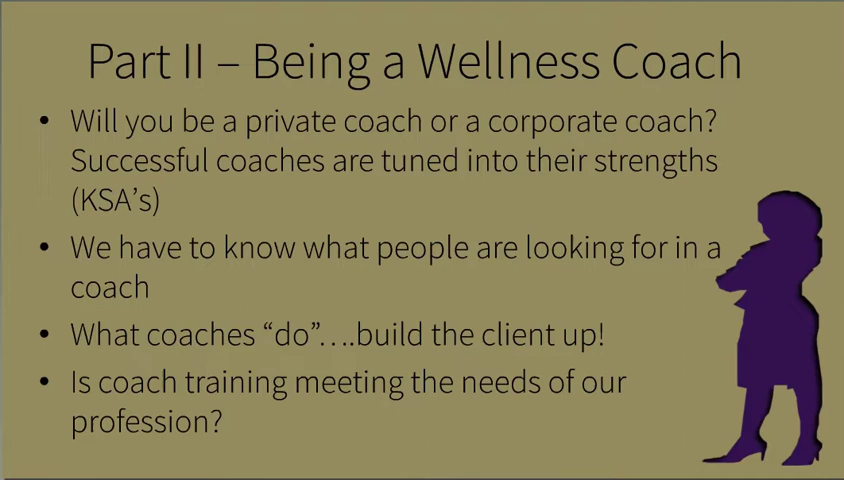 Part II – Being a Wellness Coach
• Will you be a private coach or a corporate coach?
Successful coaches are tuned into their strengths
(KSA’s)
• We have to know what people are looking for in a
coach
• What coaches “do”….build the client up!
• Is coach training meeting the needs of our
profession?